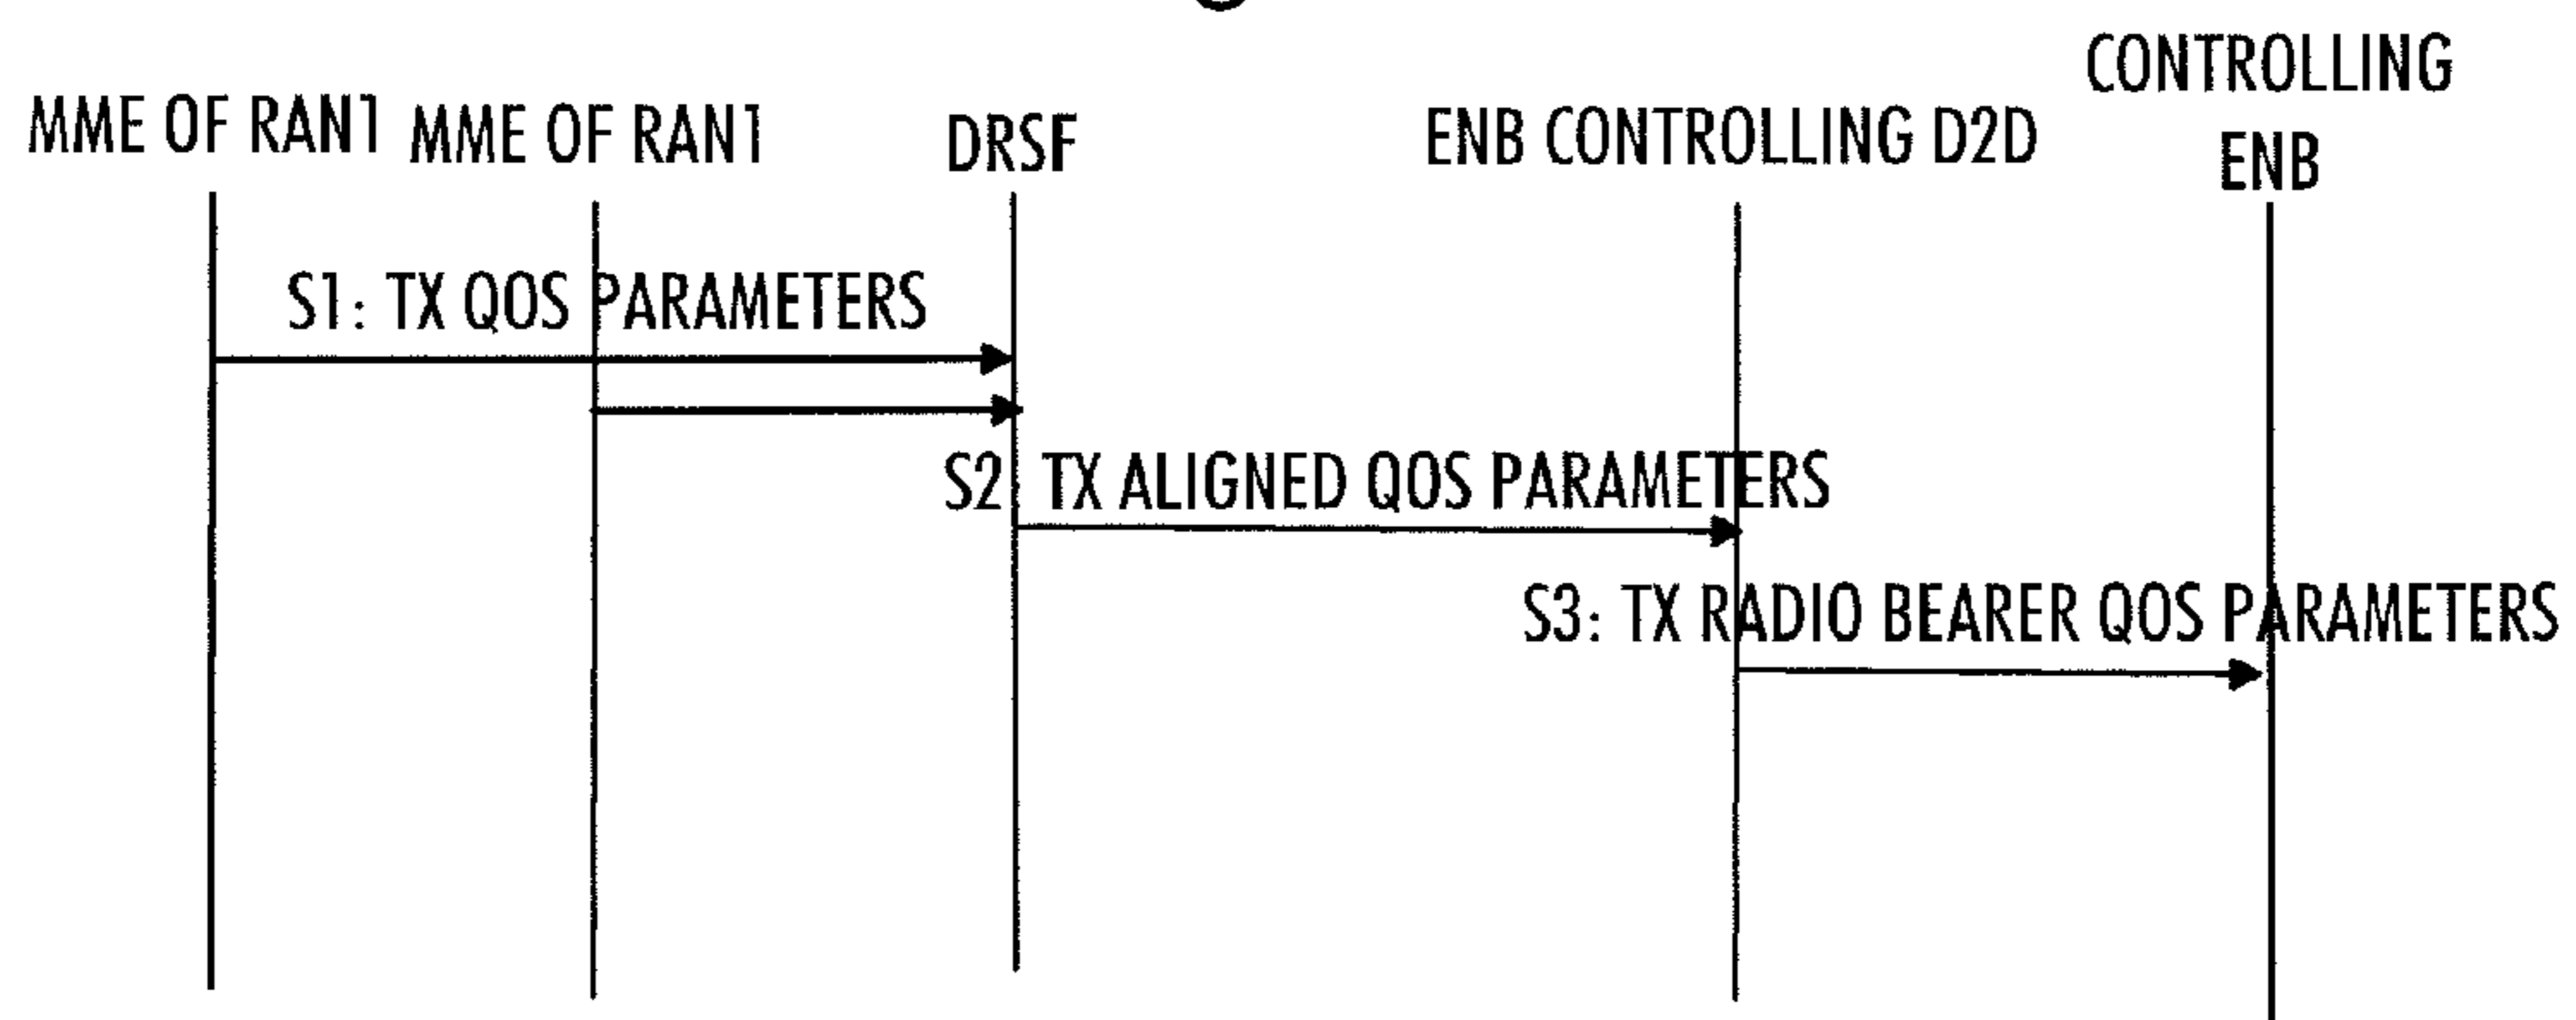 CONTROLLING
MME OF RAN1 MME OF RAN1 DRSF ENB CONTROLLING D2D
ENB
S1: TX QOS PARAMETERS
S2 TX ALIGNED QOS PARAMETERS
S3: TX RADIO BEARER QOS PARAMETERS